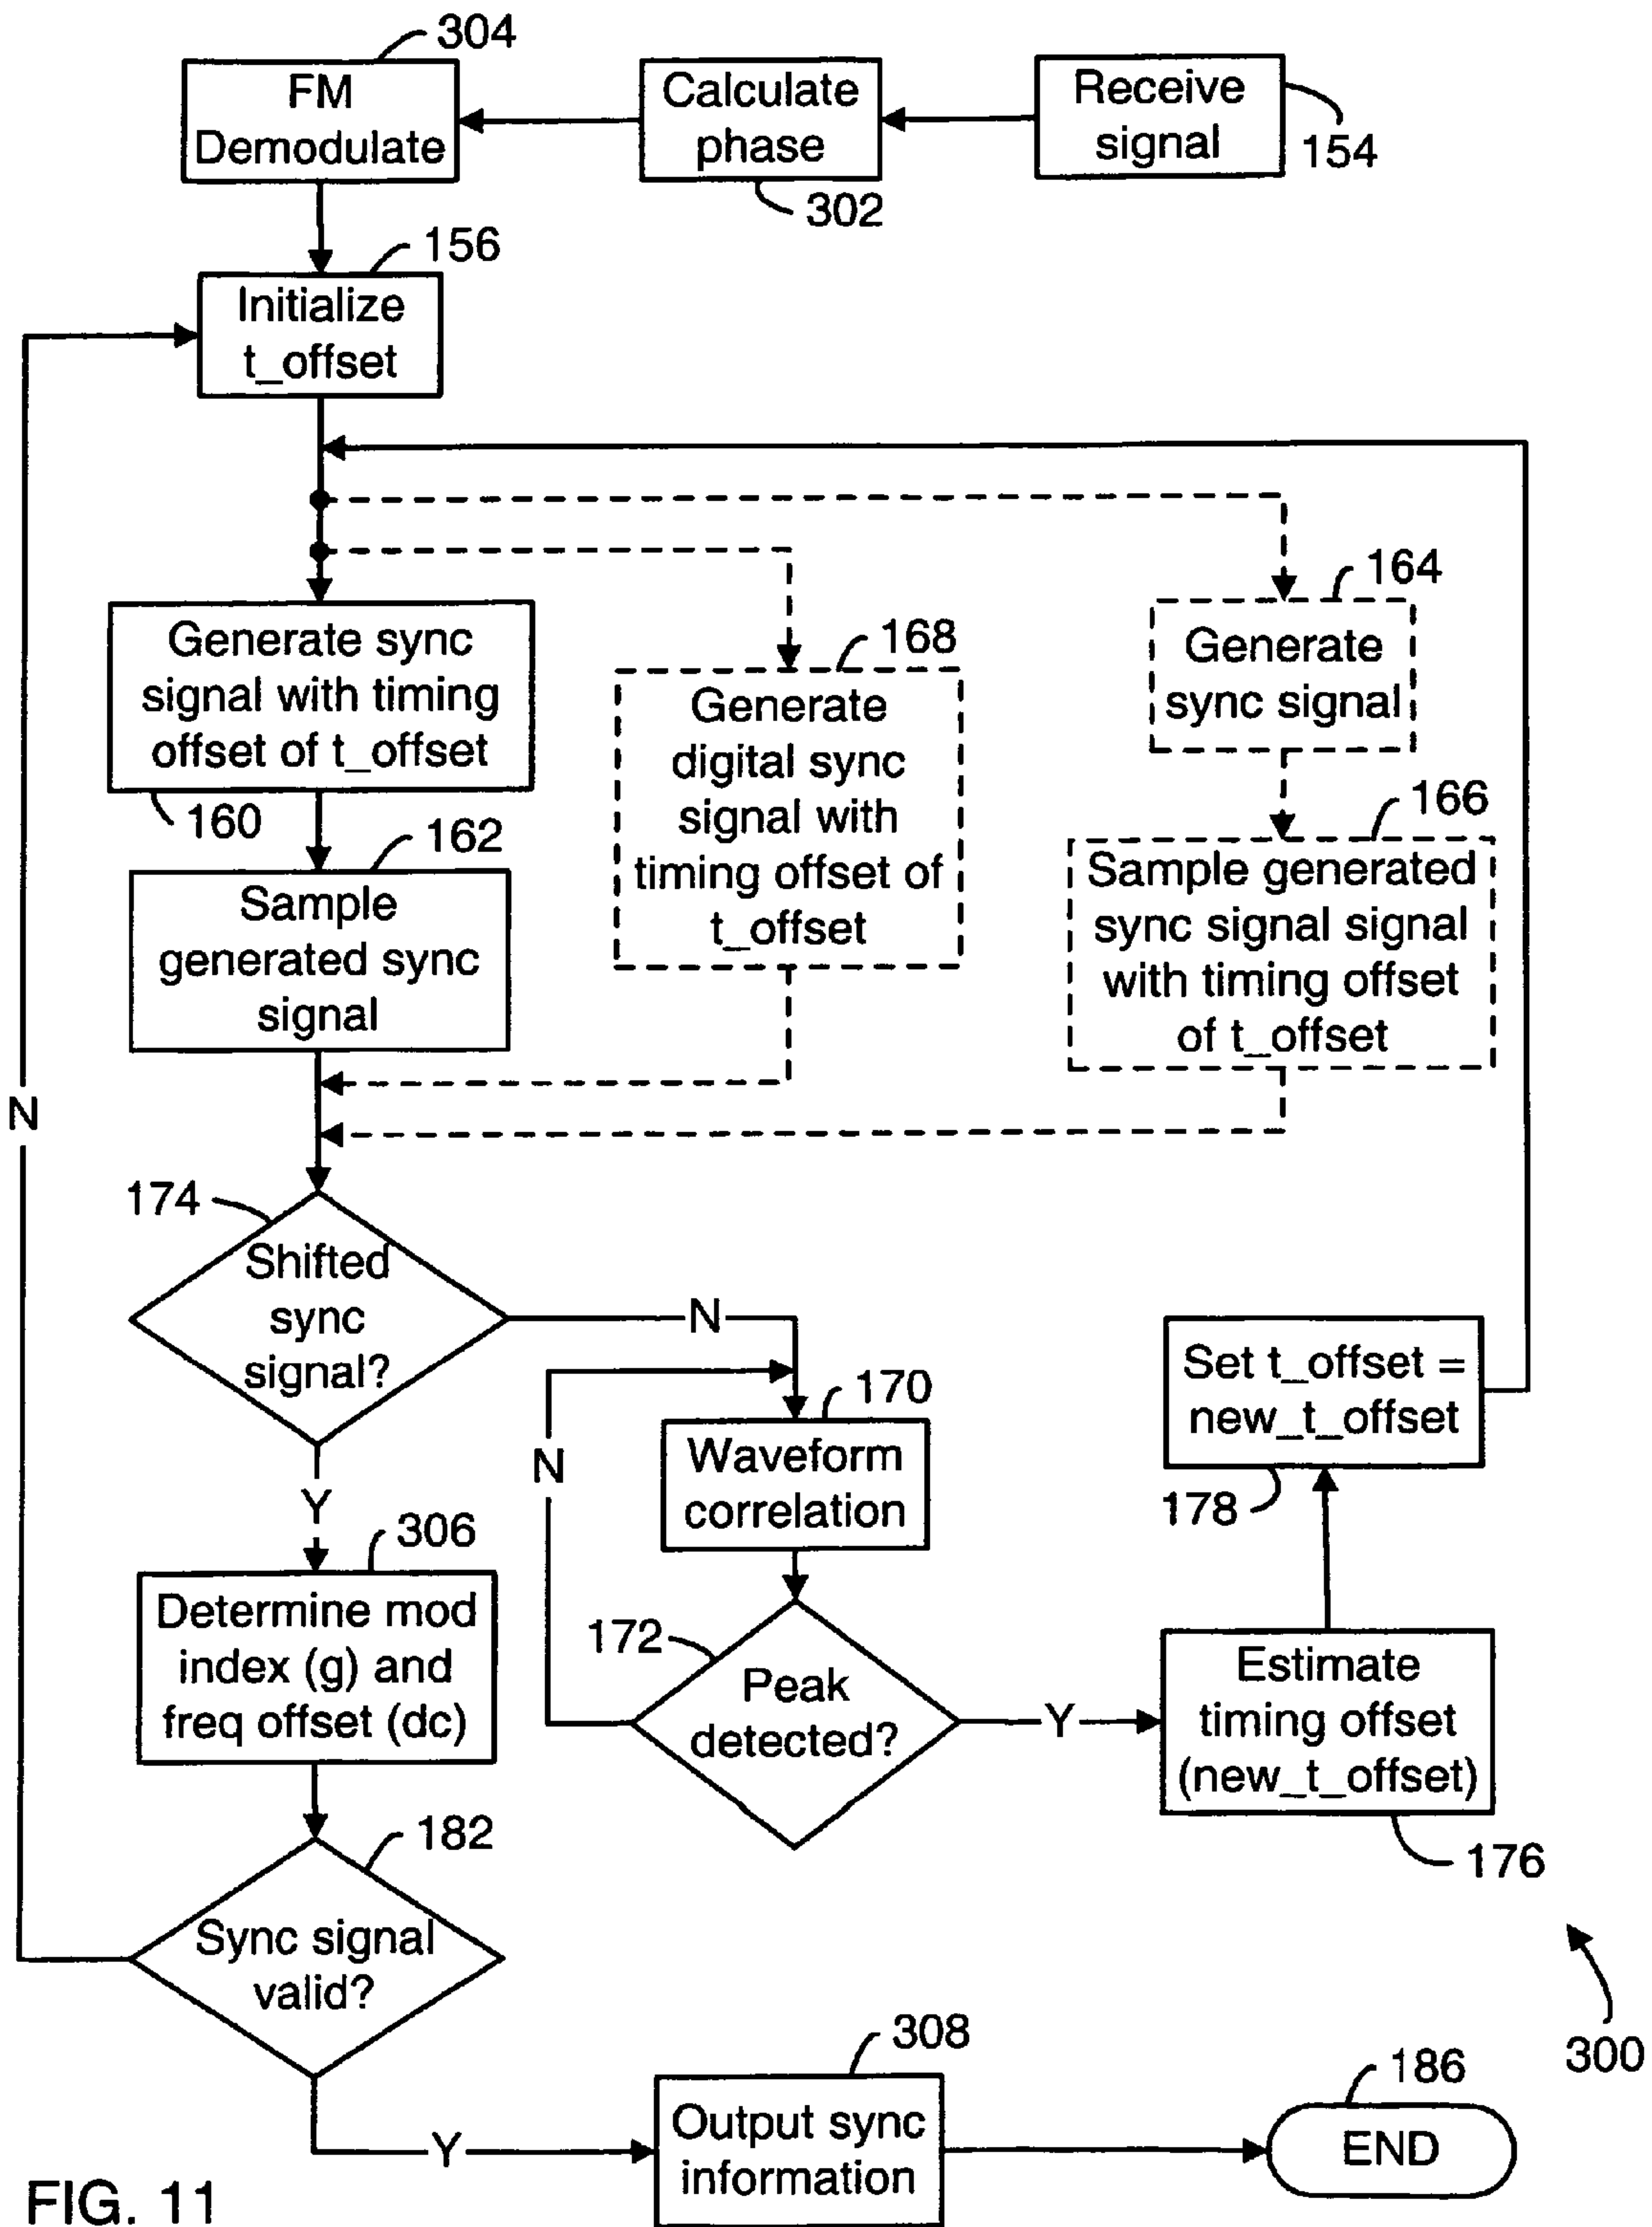 304
FM
Demodulate
Calculate
phase
302
Receive
signal
154
156
Initialize
t_offset
Generate sync
signal with timing
offset of t_offset
160
162
Sample
generated sync
signal
168
Generate
digital sync
signal with
timing offset of
t_offset
164
Generate
sync signal
166
Sample generated
sync signal signal
with timing offset
of t_offset
N
174
Shifted
sync
signal?
N
Y
170
Waveform
correlation
N
172
Peak
detected?
Y
Set t_offset =
new_t_offset
178
Estimate
timing offset
(new_t_offset)
176
306
Determine mod
index (g) and
freq offset (dc)
182
Sync signal
valid?
Y
308
Output sync
information
186
END
300
FIG. 11